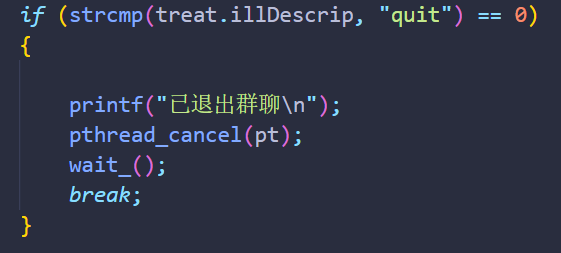 if (strcmp(treat.illDescrip, "quit") == 0)
{
printf("已退出群聊\n");
pthread_cancel(pt);
wait_();
break;
}